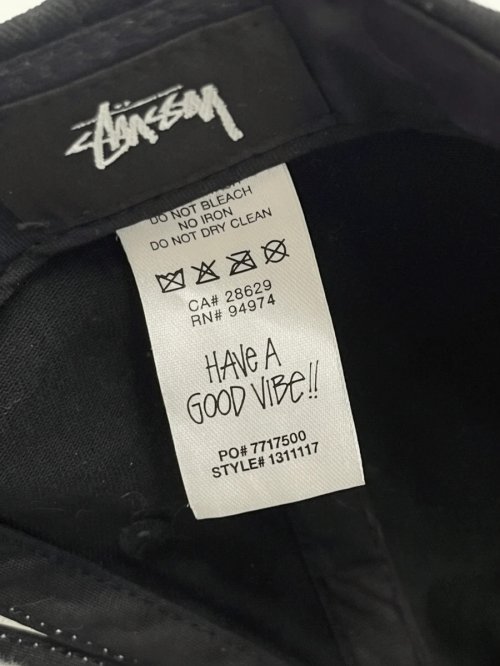 Stüssy
DO NOT BLEACH
NO IRON
DO NOT DRY CLEAN
CA# 28629
RN# 94974
HAVE A
GOOD VIBE!!
PO# 7717500
STYLE# 1311117